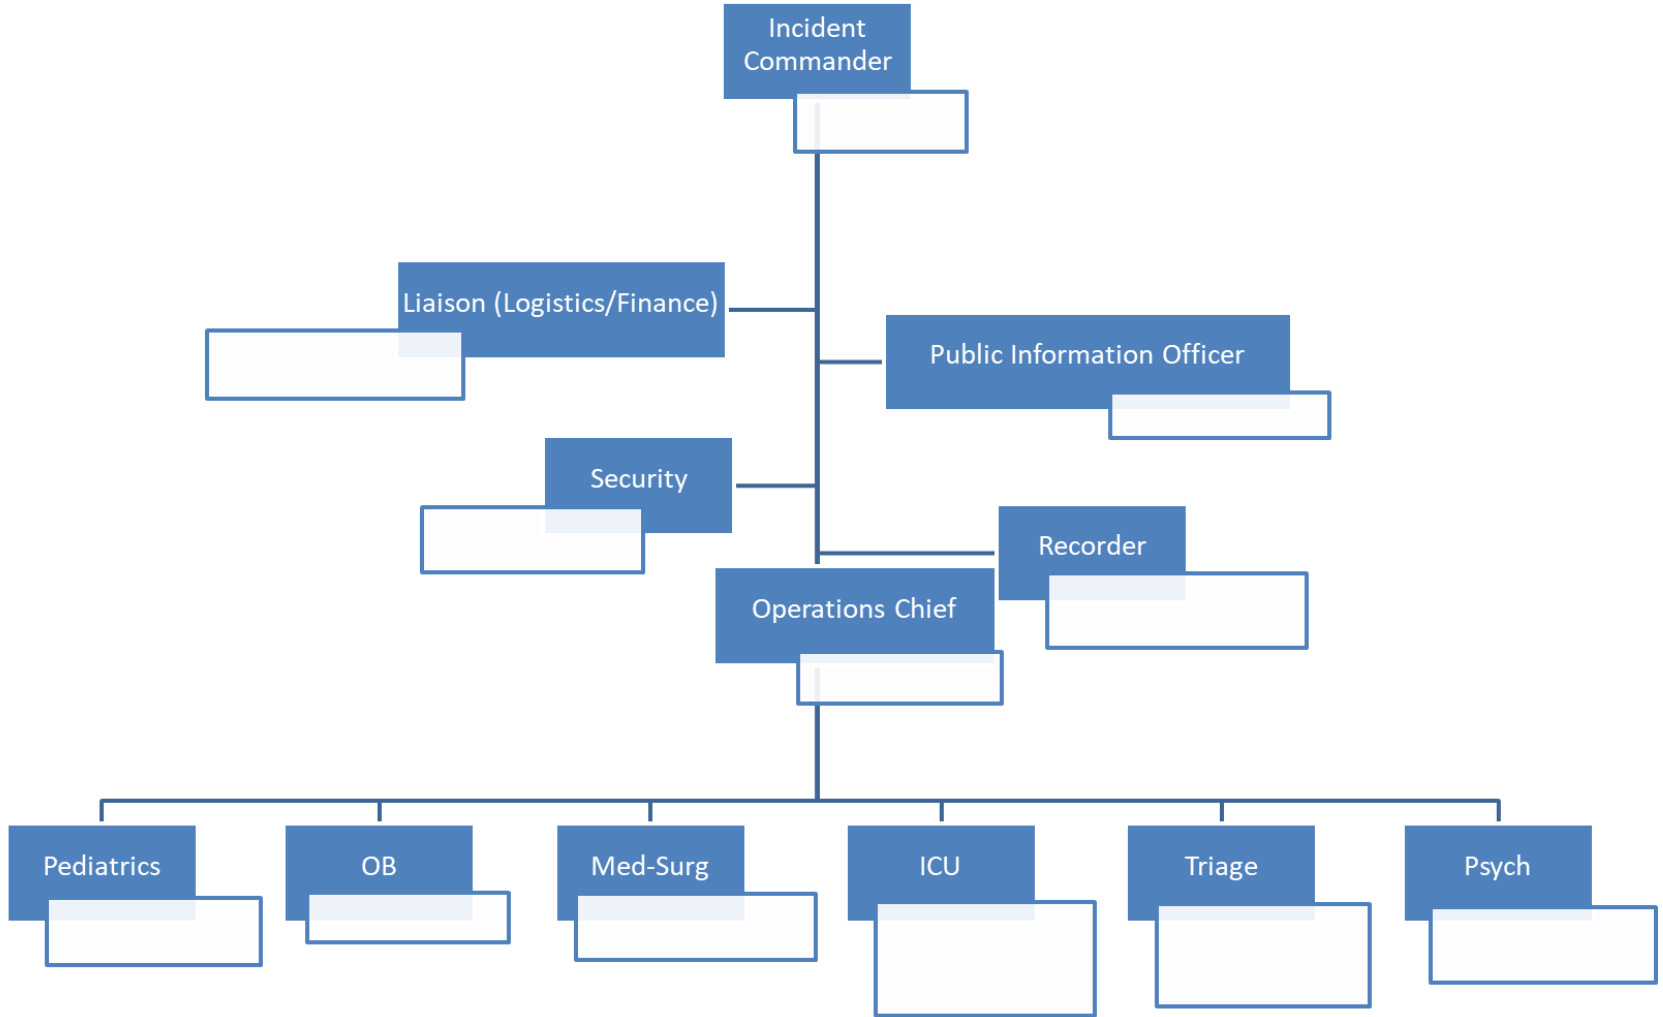 Incident
Commander
Liaison (Logistics/Finance)
Public Information Officer
Security
Recorder
Operations Chief
Pediatrics
OB
Med-Surg
ICU
Triage
Psych